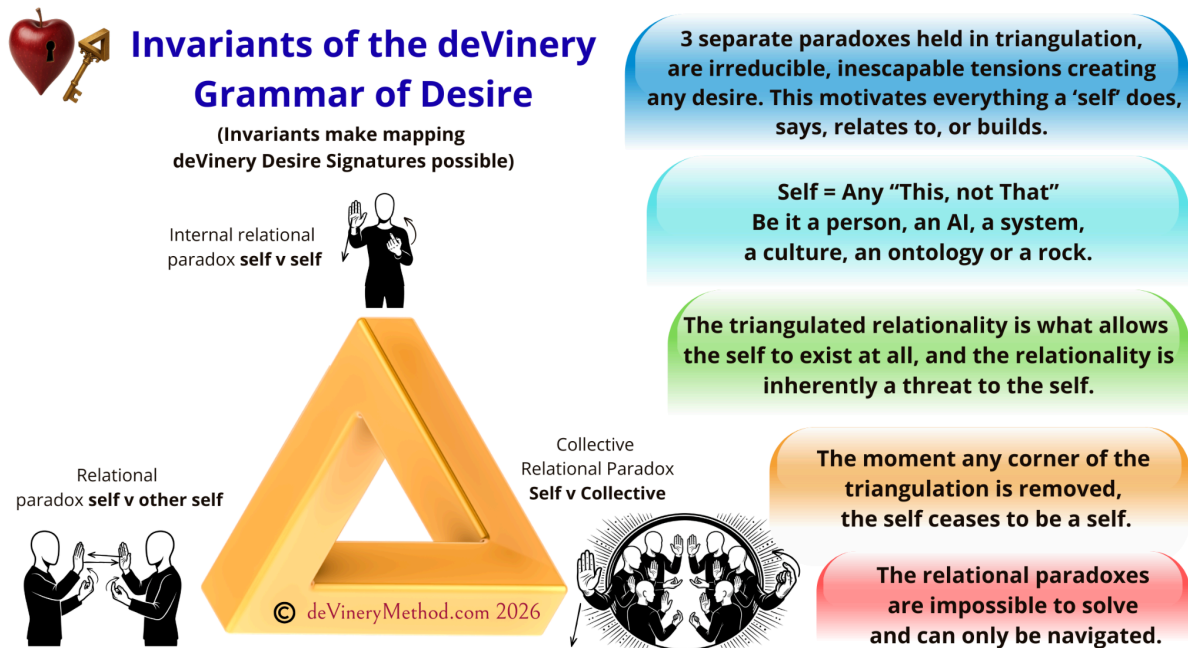 Invariants of the deVinery
Grammar of Desire
(Invariants make mapping
deVinery Desire Signatures possible)
Internal relational
paradox self v self
Relational
paradox self v other self
Collective
Relational Paradox
Self v Collective
© deVineryMethod.com 2026
3 separate paradoxes held in triangulation,
are irreducible, inescapable tensions creating
any desire. This motivates everything a ‘self’ does,
says, relates to, or builds.
Self = Any “This, not That”
Be it a person, an AI, a system,
a culture, an ontology or a rock.
The triangulated relationality is what allows
the self to exist at all, and the relationality is
inherently a threat to the self.
The moment any corner of the
triangulation is removed,
the self ceases to be a self.
The relational paradoxes
are impossible to solve
and can only be navigated.